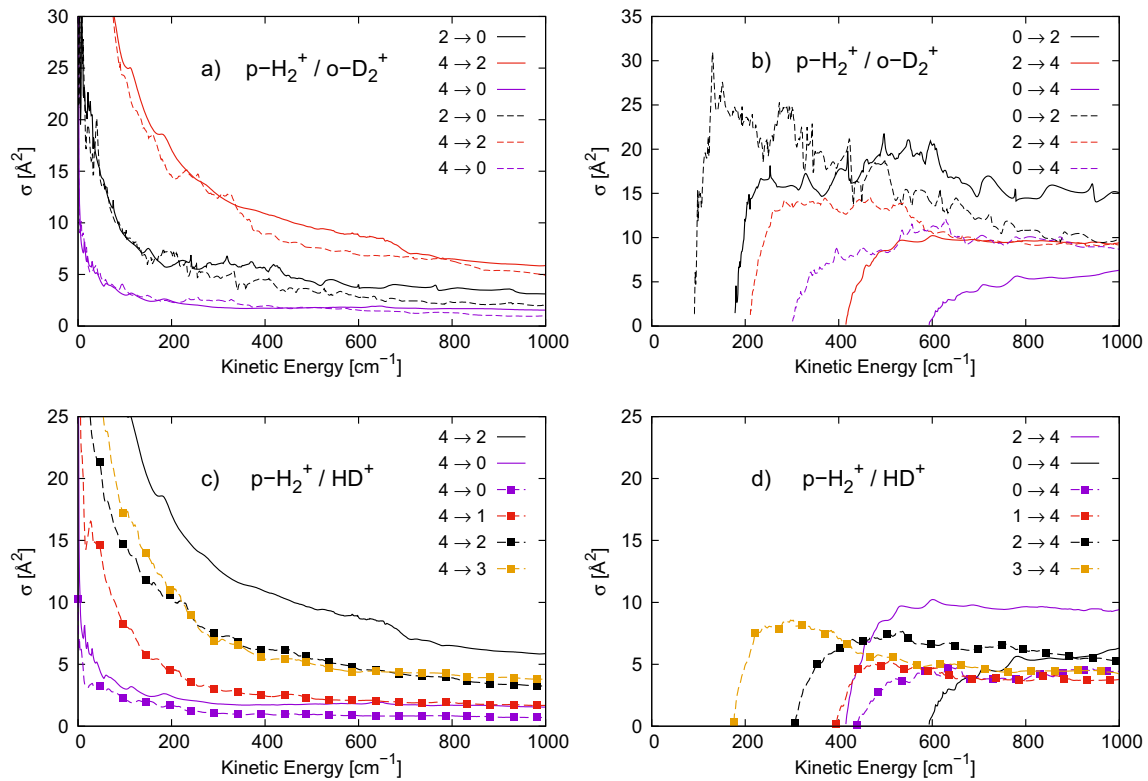 a) p−H₂⁺ / o−D₂⁺
2 → 0
4 → 2
4 → 0
2 → 0
4 → 2
4 → 0
σ [Å²]
30
25
20
15
10
5
0
0 200 400 600 800 1000
Kinetic Energy [cm⁻¹]
b) p−H₂⁺ / o−D₂⁺
0 → 2
2 → 4
0 → 4
0 → 2
2 → 4
0 → 4
σ [Å²]
35
30
25
20
15
10
5
0
0 200 400 600 800 1000
Kinetic Energy [cm⁻¹]
c) p−H₂⁺ / HD⁺
4 → 2
4 → 0
4 → 0
4 → 1
4 → 2
4 → 3
σ [Å²]
25
20
15
10
5
0
0 200 400 600 800 1000
Kinetic Energy [cm⁻¹]
d) p−H₂⁺ / HD⁺
2 → 4
0 → 4
0 → 4
1 → 4
2 → 4
3 → 4
σ [Å²]
25
20
15
10
5
0
0 200 400 600 800 1000
Kinetic Energy [cm⁻¹]